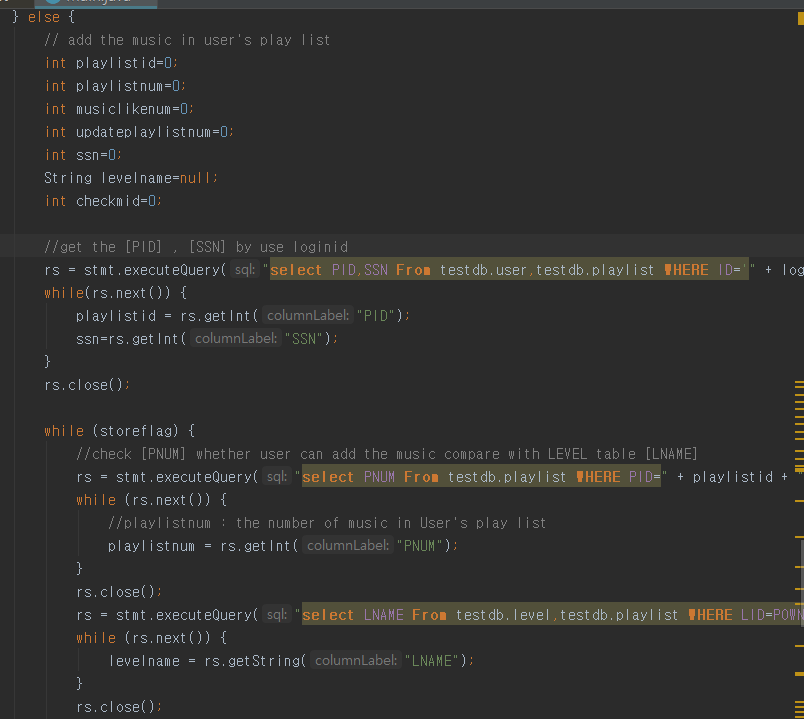 } else {
// add the music in user's play list
int playlistid=0;
int playlistnum=0;
int musiclikenum=0;
int updateplaylistnum=0;
int ssn=0;
String levelname=null;
int checkmid=0;
//get the [PID] , [SSN] by use loginid
rs = stmt.executeQuery( sql: "select PID,SSN From testdb.user,testdb.playlist WHERE ID='" + log
while(rs.next()) {
playlistid = rs.getInt( columnLabel: "PID");
ssn=rs.getInt( columnLabel: "SSN");
}
rs.close();
while (storeflag) {
//check [PNUM] whether user can add the music compare with LEVEL table [LNAME]
rs = stmt.executeQuery( sql: "select PNUM From testdb.playlist WHERE PID=" + playlistid + "
while (rs.next()) {
//playlistnum : the number of music in User's play list
playlistnum = rs.getInt( columnLabel: "PNUM");
}
rs.close();
rs = stmt.executeQuery( sql: "select LNAME From testdb.level,testdb.playlist WHERE LID=POWN
while (rs.next()) {
levelname = rs.getString( columnLabel: "LNAME");
}
rs.close();